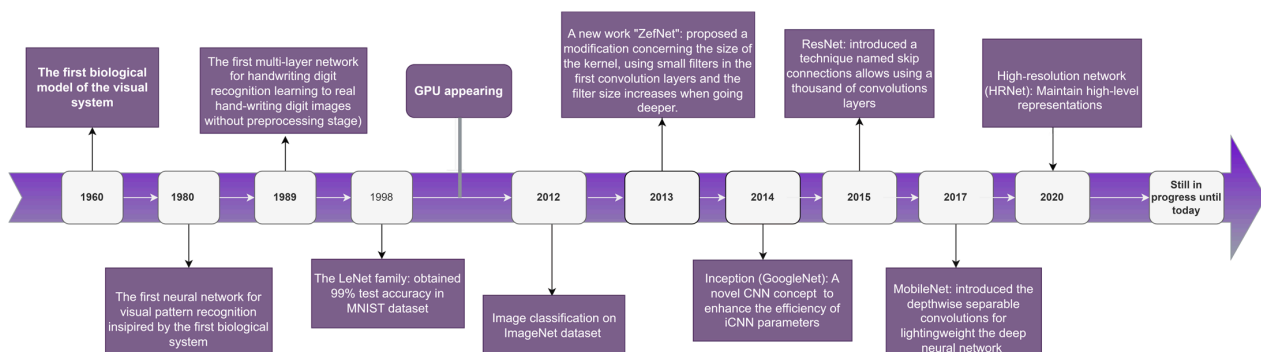 The first biological
model of the visual
system
The first multi-layer network
for handwriting digit
recognition learning to real
hand-writing digit images
without preprocessing stage)
GPU appearing
A new work "ZefNet": proposed a
modification concerning the size of
the kernel, using small filters in the
first convolution layers and the
filter size increases when going
deeper.
ResNet: introduced a
technique named skip
connections allows using a
thousand of convolutions
layers
High-resolution network
(HRNet): Maintain high-level
representations
1960
1980
1989
1998
2012
2013
2014
2015
2017
2020
Still in
progress until
today
The first neural network for
visual pattern recognition
insipired by the first biological
system
The LeNet family: obtained
99% test accuracy in
MNIST dataset
Image classification on
ImageNet dataset
Inception (GoogleNet): A
novel CNN concept to
enhance the efficiency of
iCNN parameters
MobileNet: introduced the
depthwise separable
convolutions for
lightingweight the deep
neural network